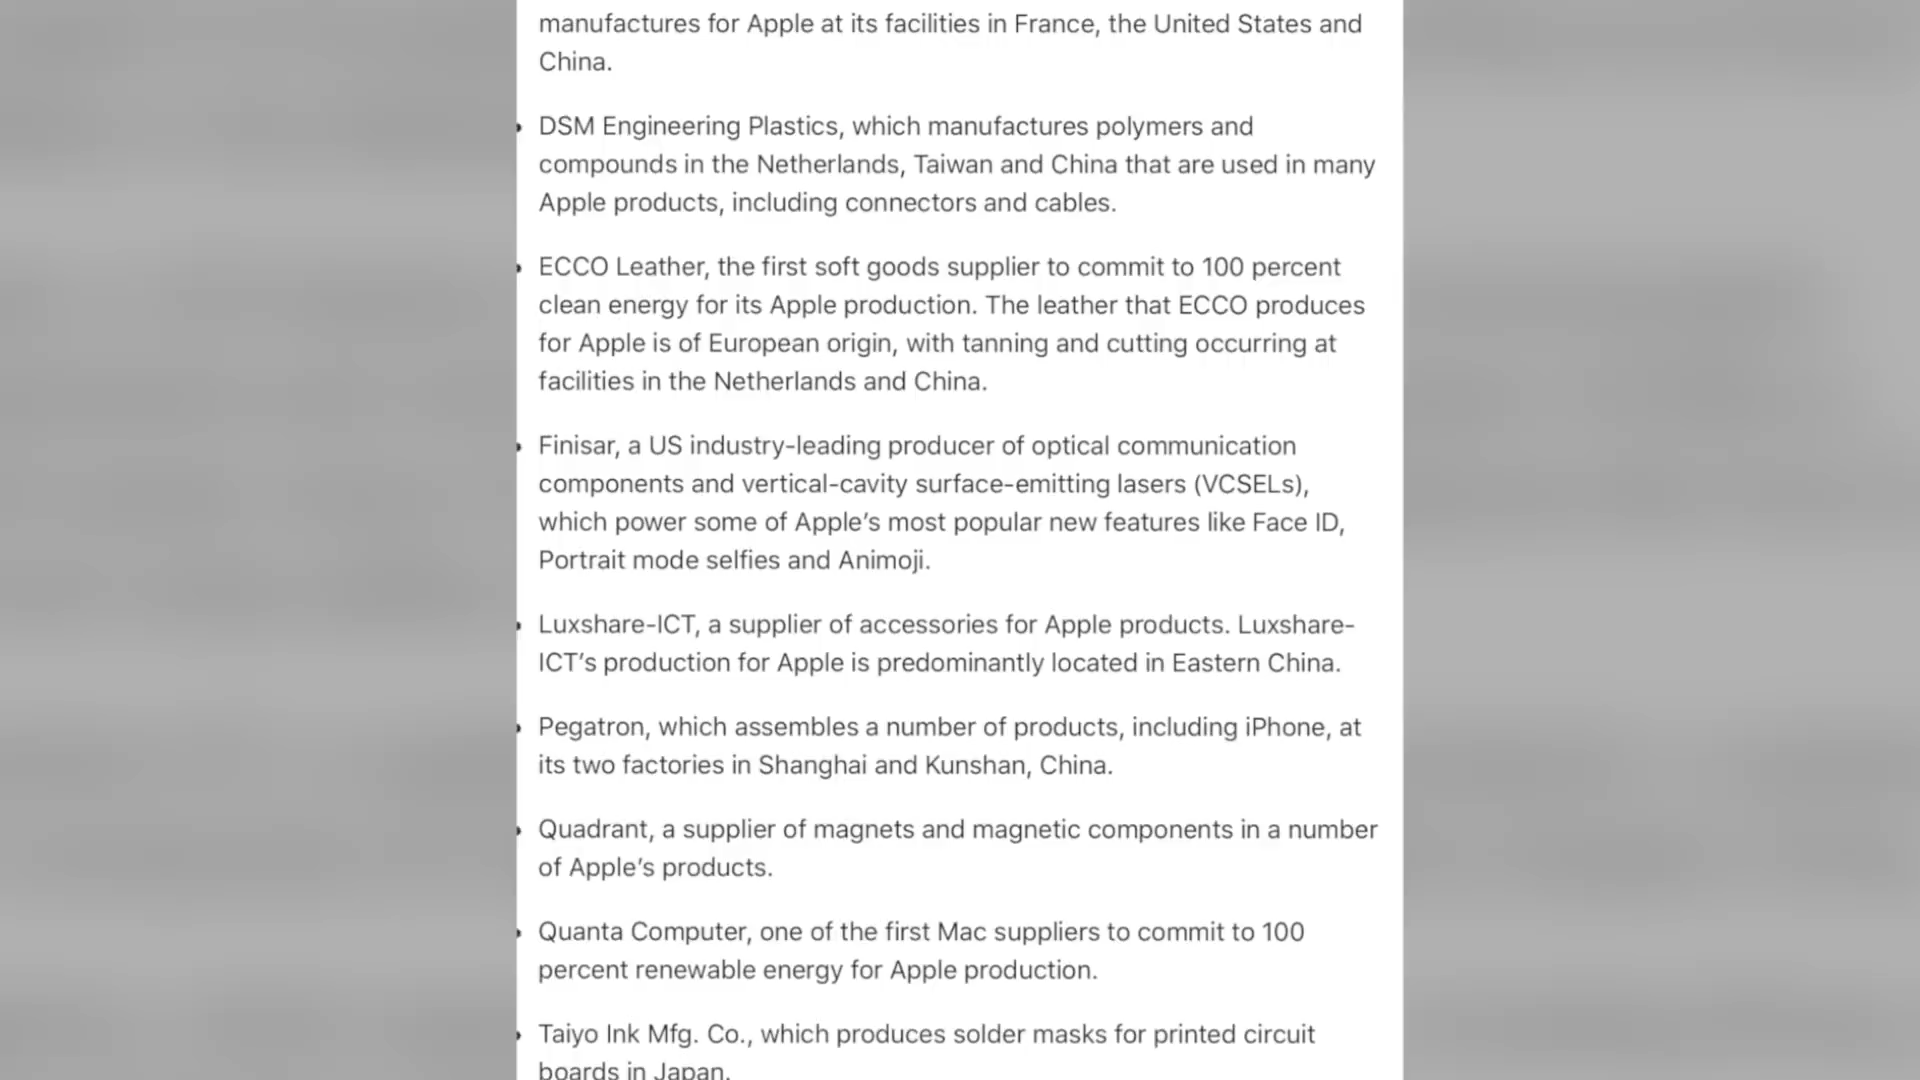 manufactures for Apple at its facilities in France, the United States and
China.
DSM Engineering Plastics, which manufactures polymers and
compounds in the Netherlands, Taiwan and China that are used in many
Apple products, including connectors and cables.
ECCO Leather, the first soft goods supplier to commit to 100 percent
clean energy for its Apple production. The leather that ECCO produces
for Apple is of European origin, with tanning and cutting occurring at
facilities in the Netherlands and China.
Finisar, a US industry-leading producer of optical communication
components and vertical-cavity surface-emitting lasers (VCSELs),
which power some of Apple’s most popular new features like Face ID,
Portrait mode selfies and Animoji.
Luxshare-ICT, a supplier of accessories for Apple products. Luxshare-
ICT’s production for Apple is predominantly located in Eastern China.
Pegatron, which assembles a number of products, including iPhone, at
its two factories in Shanghai and Kunshan, China.
Quadrant, a supplier of magnets and magnetic components in a number
of Apple’s products.
Quanta Computer, one of the first Mac suppliers to commit to 100
percent renewable energy for Apple production.
Taiyo Ink Mfg. Co., which produces solder masks for printed circuit
boards in Japan.